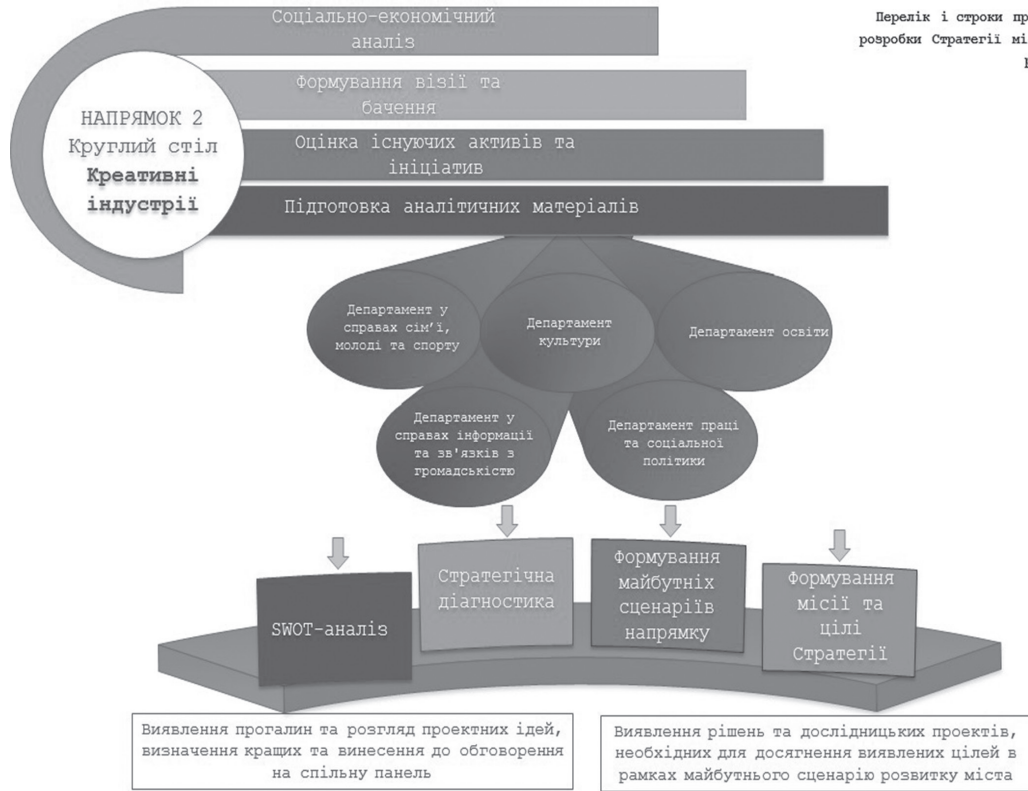 Соціально-економічний
аналіз
Перелік і строки
розробки Стратегії
Формування візії та
бачення
НАПРЯМОК 2
Круглий стіл
Креативні
індустрії
Оцінка існуючих активів та
ініціатив
Підготовка аналітичних матеріалів
Департамент у
справах сім’ї,
молоді та спорту
Департамент
культури
Департамент освіти
Департамент у
справах інформації
та зв'язків з
громадськістю
Департамент праці
та соціальної
політики
SWOT-аналіз
Стратегічна
діагностика
Формування
майбутніх
сценаріїв
напрямку
Формування
місії та
цілі
Стратегії
Виявлення прогалин та розгляд проектних ідей,
визначення кращих та винесення до обговорення
на спільну панель
Виявлення рішень та дослідницьких проектів,
необхідних для досягнення виявлених цілей в
рамках майбутнього сценарію розвитку міста